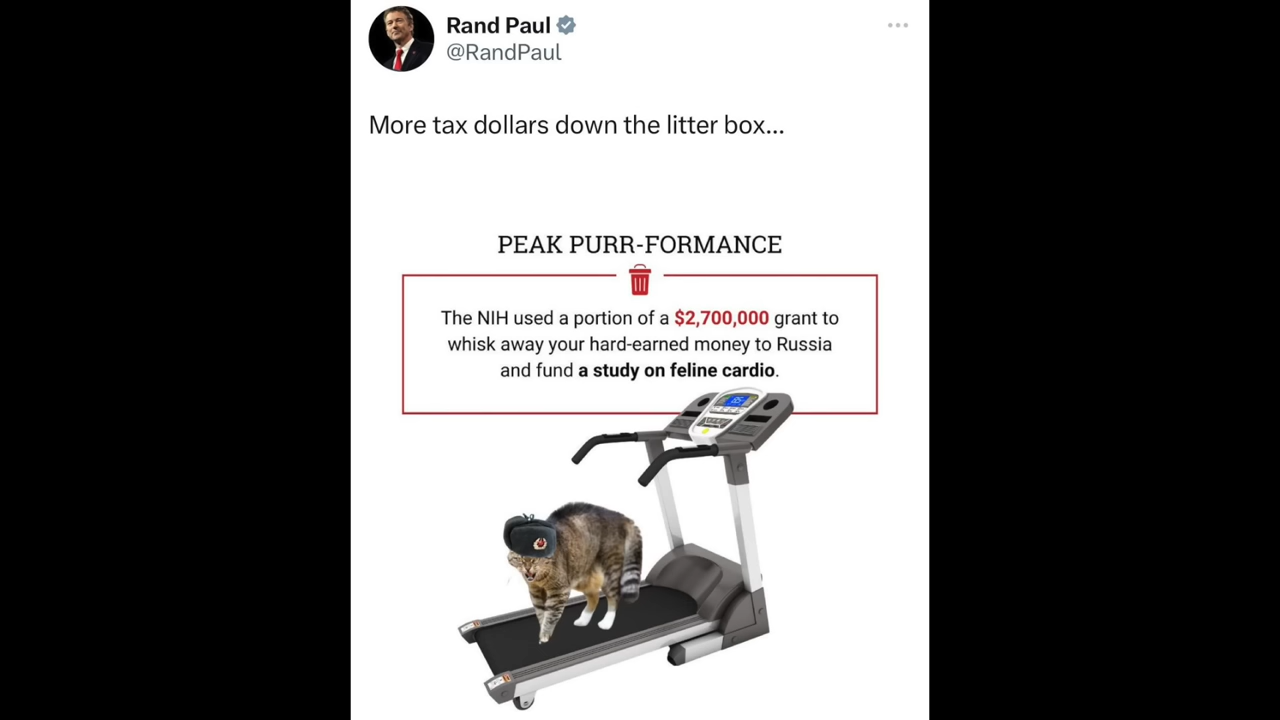 Rand Paul
@RandPaul
More tax dollars down the litter box...
PEAK PURR-FORMANCE
The NIH used a portion of a $2,700,000 grant to
whisk away your hard-earned money to Russia
and fund a study on feline cardio.